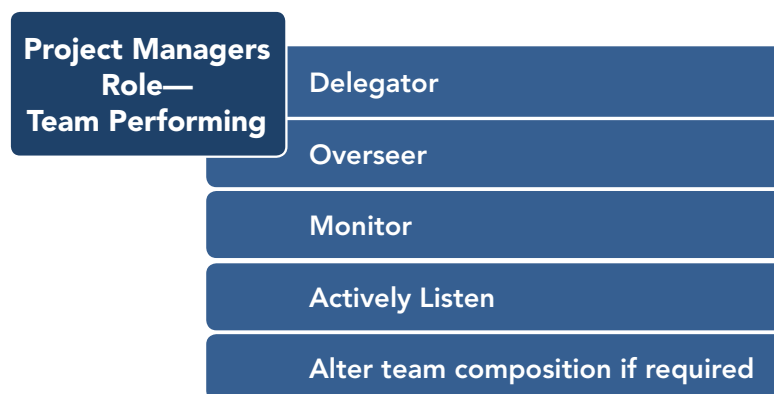 Project Managers
Role—
Team Performing
Delegator
Overseer
Monitor
Actively Listen
Alter team composition if required